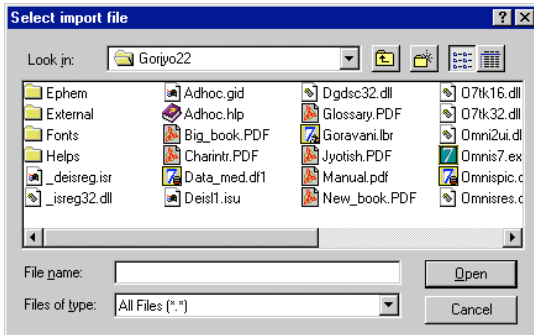 Select import file
Look in: Gorjyo22
Ephem Adhoc.gid Dgdsc32.dll O7tk16.dll
External Adhoc.hlp Glossary.PDF O7tk32.dll
Fonts Big_book.PDF Goravani.lbr Omni2ui.dl
Helps Charintr.PDF Jyotish.PDF Omnis7.ex
_deisreg.isr Data_med.df1 Manual.pdf Omnispic.c
_isreg32.dll Deisl1.isu New_book.PDF Omnisres.c
File name: Open
Files of type: All Files (*.*) Cancel